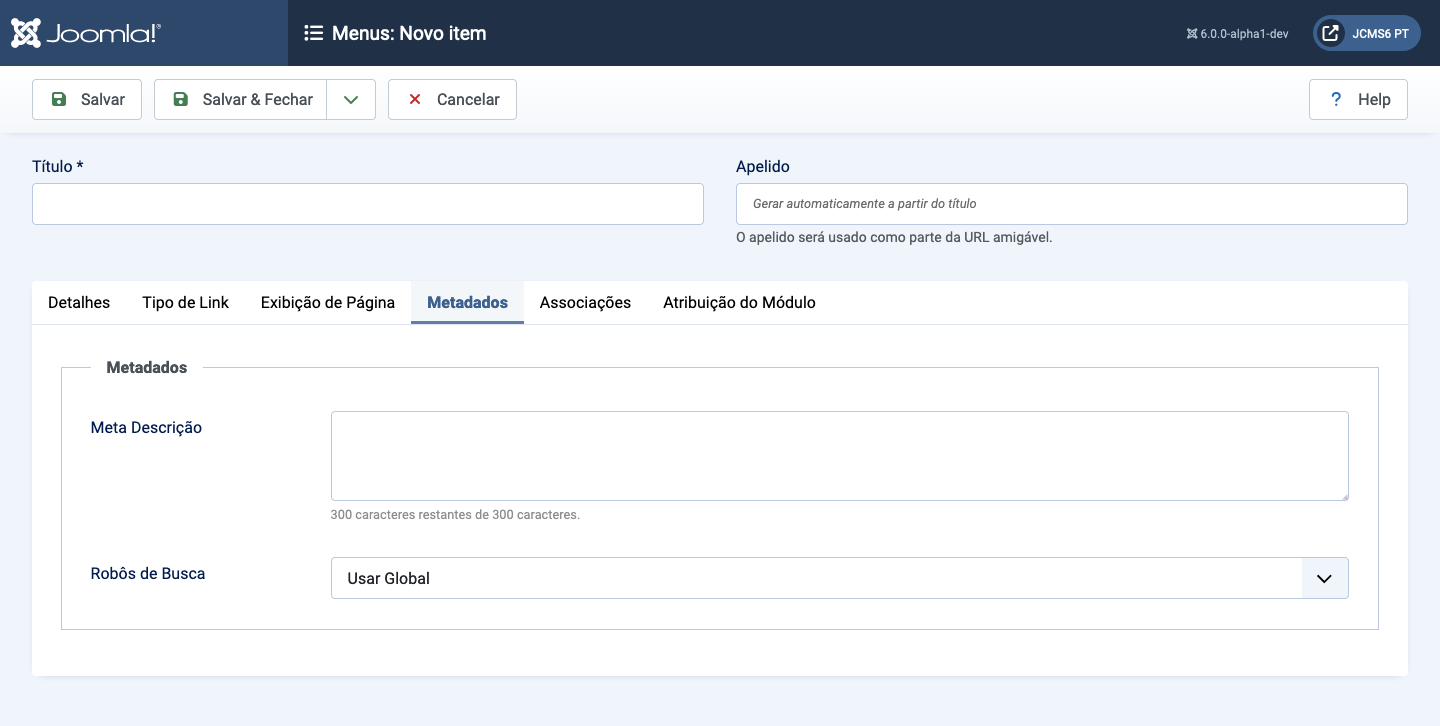 Joomla!®
Menus: Novo item
6.0.0-alpha1-dev
JCMS6 PT
Salvar
Salvar & Fechar
Cancelar
? Help
Título *
Apelido
Gerar automaticamente a partir do título
O apelido será usado como parte da URL amigável.
Detalhes Tipo de Link Exibição de Página Metadados Associações Atribuição do Módulo
Metadados
Meta Descrição
300 caracteres restantes de 300 caracteres.
Robôs de Busca
Usar Global